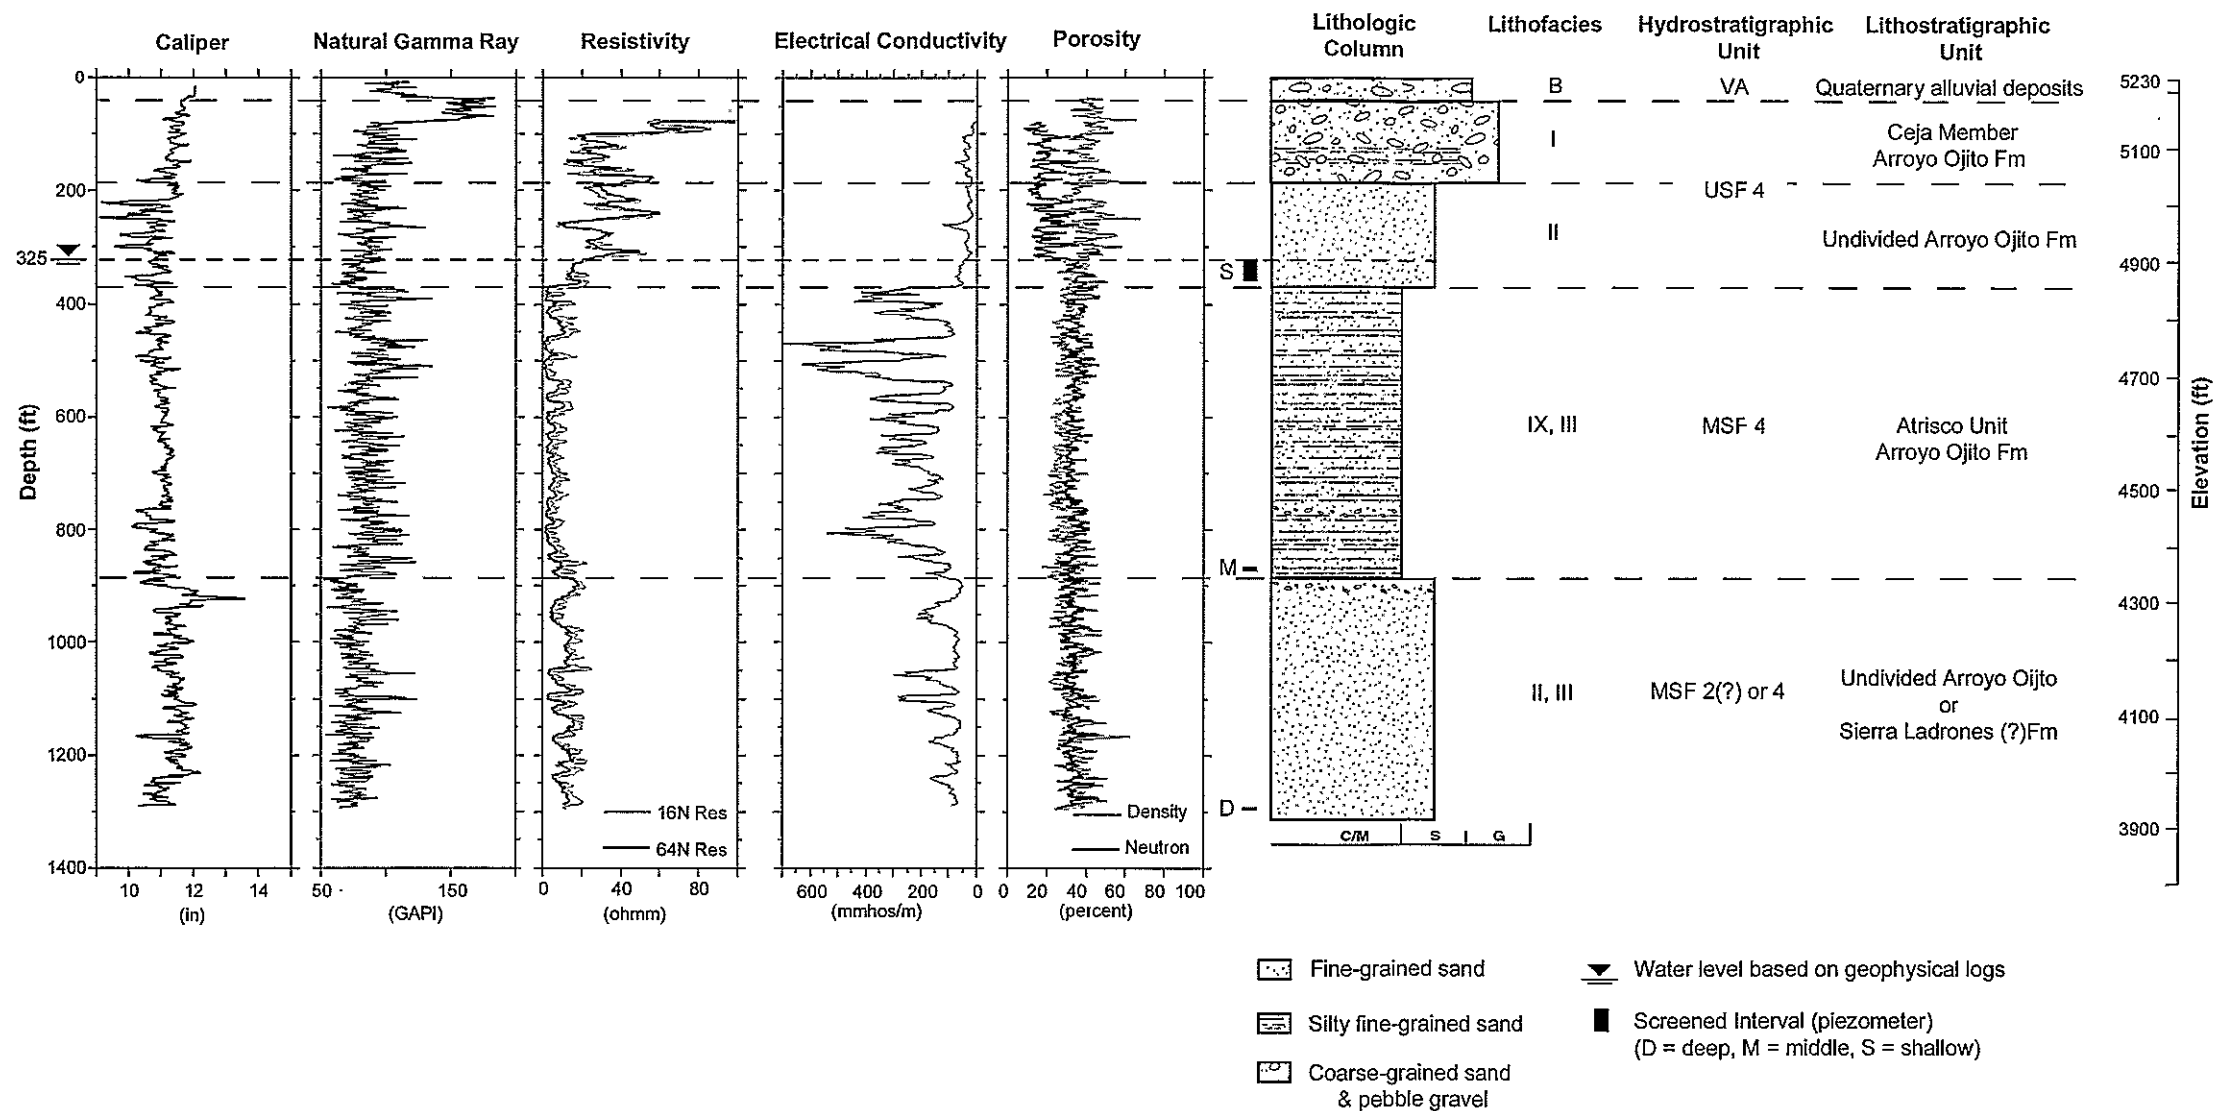 Caliper
Natural Gamma Ray
Resistivity
Electrical Conductivity
Porosity
Lithologic
Column
Lithofacies
Hydrostratigraphic
Unit
Lithostratigraphic
Unit
0
200
325
400
600
800
1000
1200
1400
Depth (ft)
10 12 14
(in)
50 150
(GAPI)
0 40 80
(ohmm)
600 400 200 0
(mmhos/m)
0 20 40 60 80 100
(percent)
16N Res
64N Res
Density
Neutron
S
M
D
C/M S G
B
VA
Quaternary alluvial deposits
I
Ceja Member
Arroyo Ojito Fm
USF 4
II
Undivided Arroyo Ojito Fm
IX, III
MSF 4
Atrisco Unit
Arroyo Ojito Fm
II, III
MSF 2(?) or 4
Undivided Arroyo Oijto
or
Sierra Ladrones (?)Fm
5230
5100
4900
4700
4500
4300
4100
3900
Elevation (ft)
Fine-grained sand
Silty fine-grained sand
Coarse-grained sand
& pebble gravel
Water level based on geophysical logs
Screened Interval (piezometer)
(D = deep, M = middle, S = shallow)